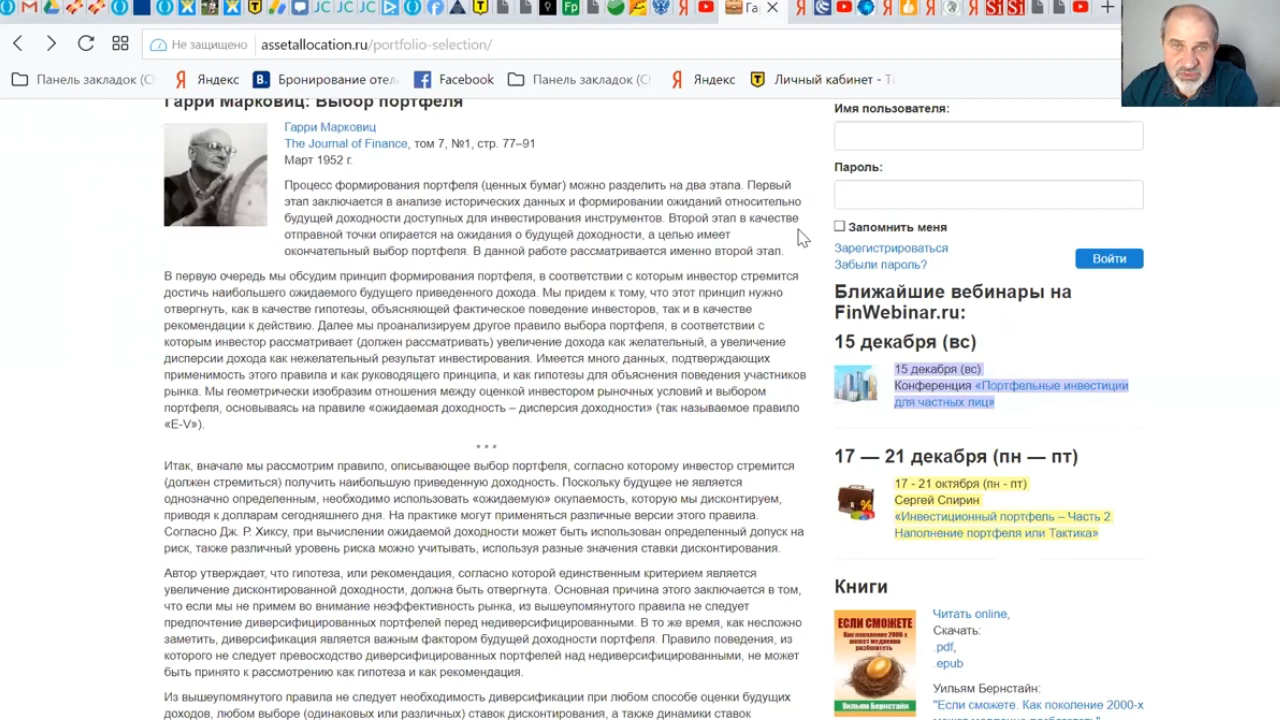 Не защищено
assetallocation.ru/portfolio-selection/
Панель закладок
Яндекс
Бронирование отел
Facebook
Панель закладок
Яндекс
Личный кабинет -
Гарри Марковиц: Выбор портфеля
Гарри Марковиц
The Journal of Finance, том 7, №1, стр. 77–91
Март 1952 г.
Процесс формирования портфеля (ценных бумаг) можно разделить на два этапа. Первый
этап заключается в анализе исторических данных и формировании ожиданий относительно
будущей доходности доступных для инвестирования инструментов. Второй этап в качестве
отправной точки опирается на ожидания о будущей доходности, а целью имеет
окончательный выбор портфеля. В данной работе рассматривается именно второй этап.
В первую очередь мы обсудим принцип формирования портфеля, в соответствии с которым инвестор стремится
достичь наибольшего ожидаемого будущего приведенного дохода. Мы придем к тому, что этот принцип нужно
отвергнуть, как в качестве гипотезы, объясняющей фактическое поведение инвесторов, так и в качестве
рекомендации к действию. Далее мы проанализируем другое правило выбора портфеля, в соответствии с
которым инвестор рассматривает (должен рассматривать) увеличение дохода как желательный, а увеличение
дисперсии дохода как нежелательный результат инвестирования. Имеется много данных, подтверждающих
применимость этого правила и как руководящего принципа, и как гипотезы для объяснения поведения участников
рынка. Мы геометрически изобразим отношения между оценкой инвестором рыночных условий и выбором
портфеля, основываясь на правиле «ожидаемая доходность – дисперсия доходности» (так называемое правило
«E-V»).
* * *
Итак, вначале мы рассмотрим правило, описывающее выбор портфеля, согласно которому инвестор стремится
(должен стремиться) получить наибольшую приведенную доходность. Поскольку будущее не является
однозначно определенным, необходимо использовать «ожидаемую» окупаемость, которую мы дисконтируем,
приводя к долларам сегодняшнего дня. На практике могут применяться различные версии этого правила.
Согласно Дж. Р. Хиксу, при вычислении ожидаемой доходности может быть использован определенный допуск на
риск, также различный уровень риска можно учитывать, используя разные значения ставки дисконтирования.
Автор утверждает, что гипотеза, или рекомендация, согласно которой единственным критерием является
увеличение дисконтированной доходности, должна быть отвергнута. Основная причина этого заключается в том,
что если мы не примем во внимание неэффективность рынка, из вышеупомянутого правила не следует
предпочтение диверсифицированных портфелей перед недиверсифицированными. В то же время, как несложно
заметить, диверсификация является важным фактором будущей доходности портфеля. Правило поведения, из
которого не следует превосходство диверсифицированных портфелей над недиверсифицированными, не может
быть принято к рассмотрению как гипотеза и как рекомендация.
Из вышеупомянутого правила не следует необходимость диверсификации при любом способе оценки будущих
доходов, любом выборе (одинаковых или различных) ставок дисконтирования, а также динамики ставок
Имя пользователя:
Пароль:
Запомнить меня
Зарегистрироваться
Забыли пароль?
Войти
Ближайшие вебинары на
FinWebinar.ru:
15 декабря (вс)
15 декабря (вс)
Конференция «Портфельные инвестиции
для частных лиц»
17 — 21 декабря (пн — пт)
17 - 21 октября (пн - пт)
Сергей Спирин
«Инвестиционный портфель – Часть 2.
Наполнение портфеля или Тактика»
Книги
ЕСЛИ СМОЖЕТЕ
Как поколение 2000-х
может медленно
разбогатеть
Уильям Бернстайн
Читать online,
Скачать:
.pdf,
.epub
Уильям Бернстайн:
"Если сможете. Как поколение 2000-х